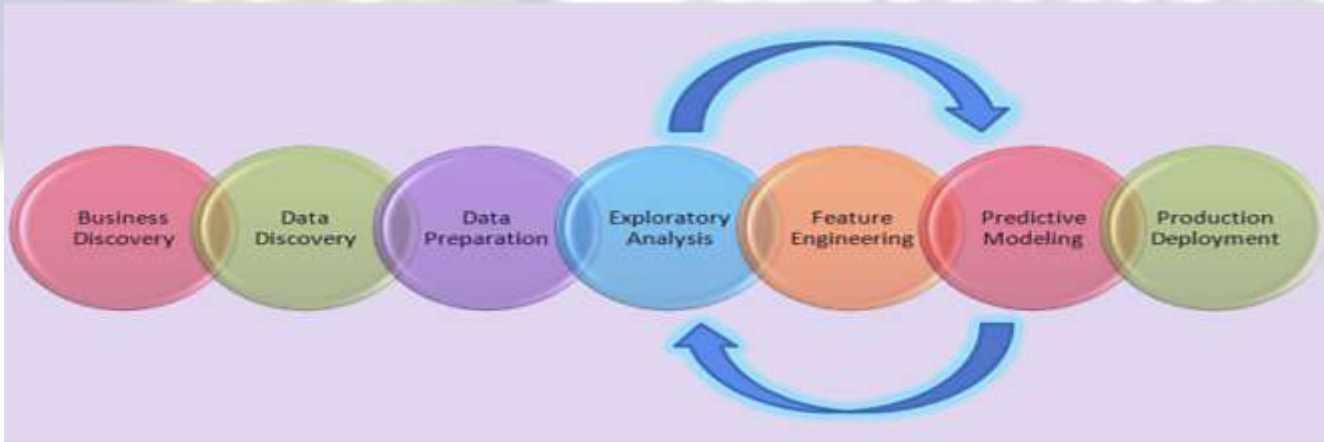 Business
Discovery
Data
Discovery
Data
Preparation
Exploratory
Analysis
Feature
Engineering
Predictive
Modeling
Production
Deployment